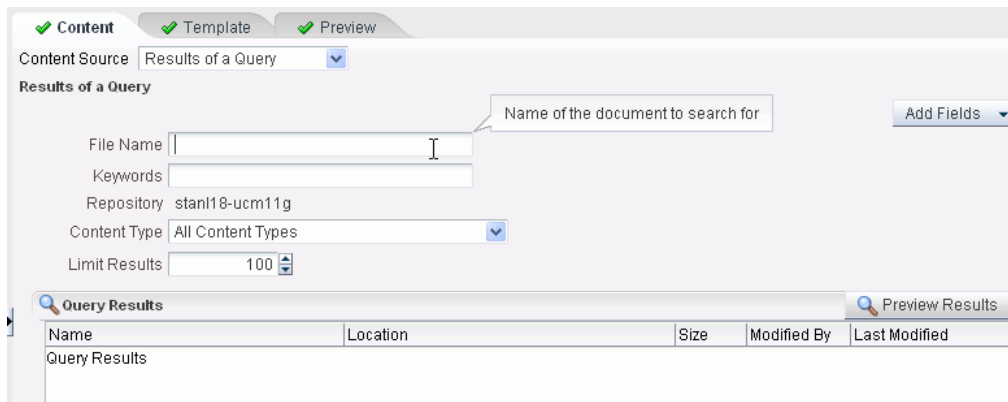 Content Template Preview
Content Source Results of a Query
Results of a Query
Name of the document to search for
Add Fields
File Name
Keywords
Repository stanl18-ucm11g
Content Type All Content Types
Limit Results 100
Query Results Preview Results
Name Location Size Modified By Last Modified
Query Results